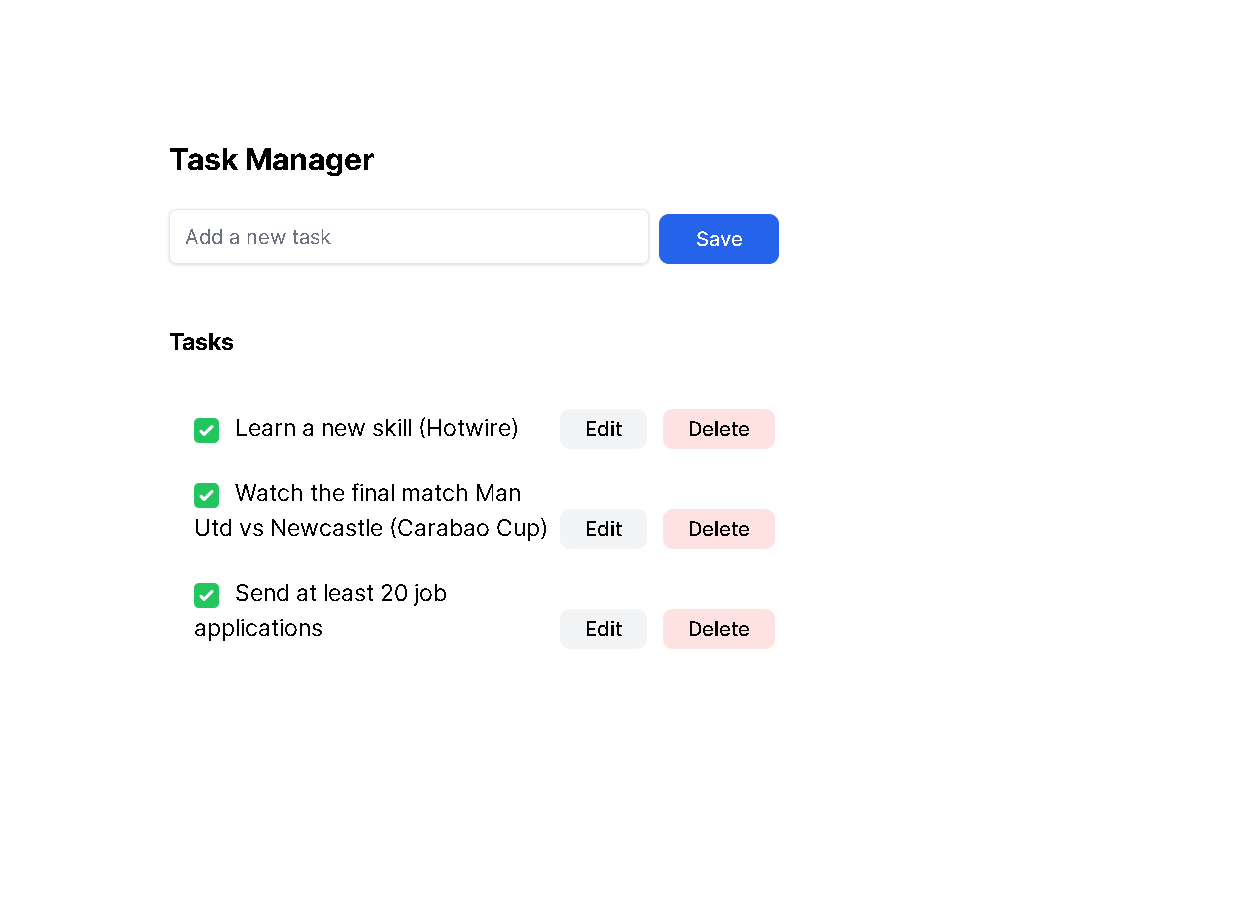 Task Manager
Add a new task
Save
Tasks
Learn a new skill (Hotwire)
Edit
Delete
Watch the final match Man
Utd vs Newcastle (Carabao Cup)
Edit
Delete
Send at least 20 job
applications
Edit
Delete